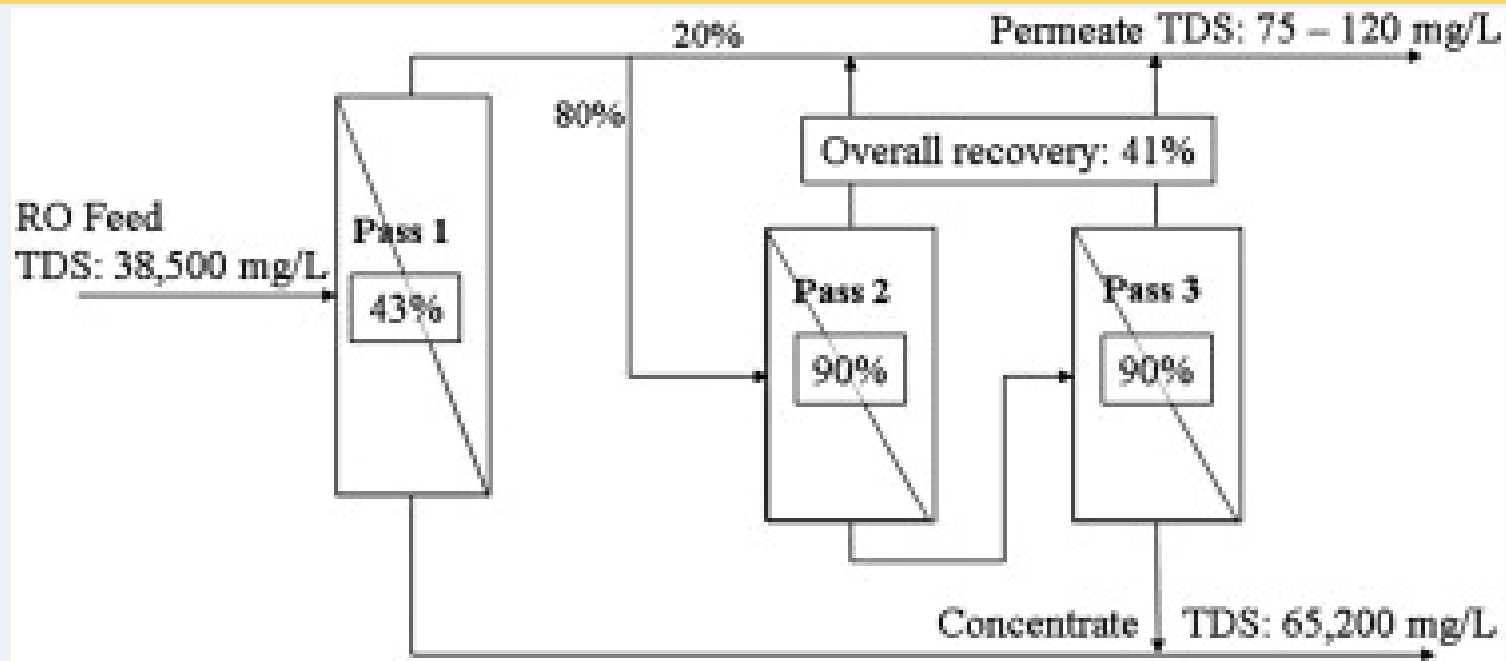 20%
Permeate TDS: 75 – 120 mg/L
80%
Overall recovery: 41%
RO Feed
TDS: 38,500 mg/L
Pass 1
43%
Pass 2
90%
Pass 3
90%
Concentrate TDS: 65,200 mg/L